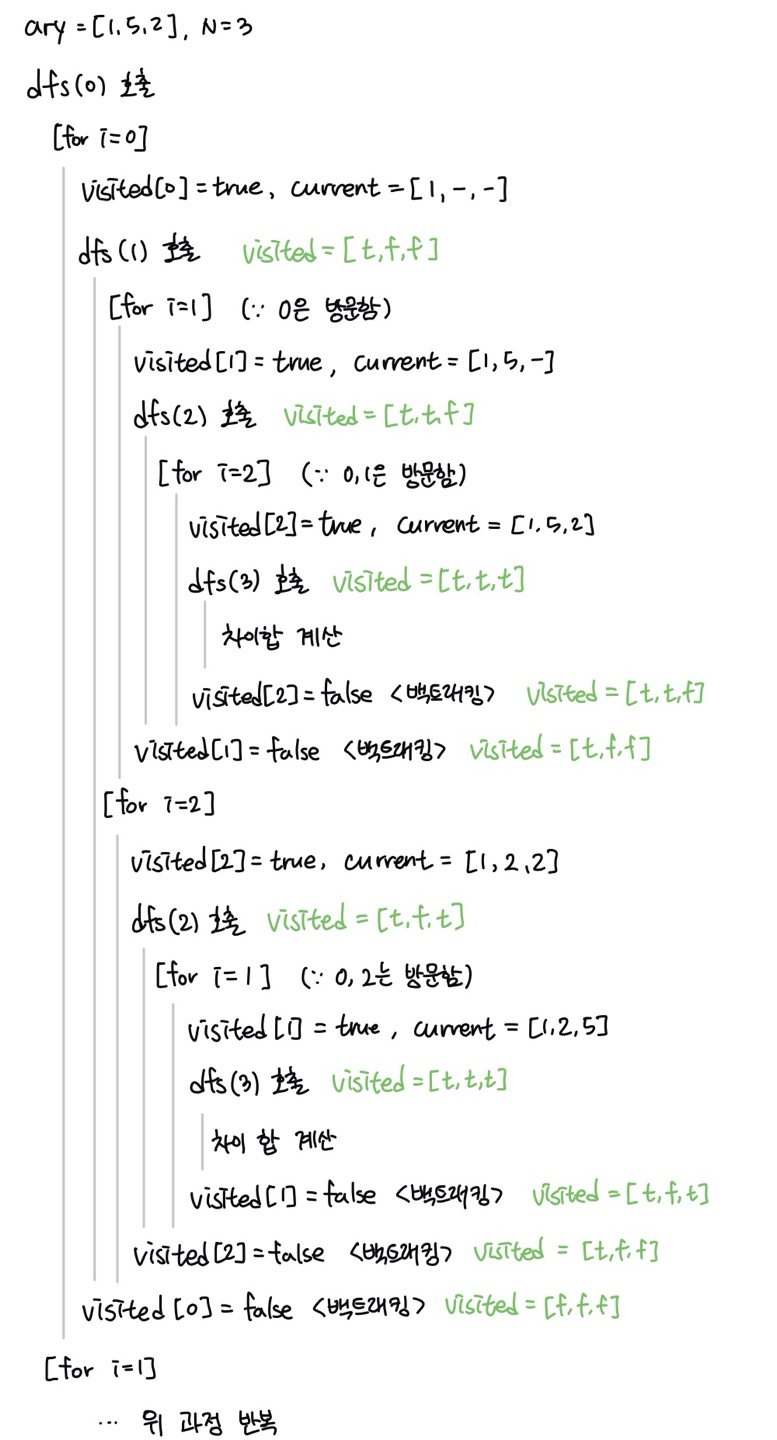 ary = [1, 5, 2], N=3
dfs(0) 호출
[for i=0]
visited[0] = true, current = [1, -, -]
dfs(1) 호출 visited = [t, f, f]
[for i=1] (∵ 0은 방문함)
visited[1] = true, current = [1, 5, -]
dfs(2) 호출 visited = [t, t, f]
[for i=2] (∵ 0, 1은 방문함)
visited[2] = true, current = [1, 5, 2]
dfs(3) 호출 visited = [t, t, t]
차이합 계산
visited[2] = false <백트래킹> visited = [t, t, f]
visited[1] = false <백트래킹> visited = [t, f, f]
[for i=2]
visited[2] = true, current = [1, 2, 2]
dfs(2) 호출 visited = [t, f, t]
[for i=1] (∵ 0, 2는 방문함)
visited[1] = true, current = [1, 2, 5]
dfs(3) 호출 visited = [t, t, t]
차이 합 계산
visited[1] = false <백트래킹> visited = [t, f, t]
visited[2] = false <백트래킹> visited = [t, f, f]
visited[0] = false <백트래킹> visited = [f, f, f]
[for i=1]
... 위 과정 반복